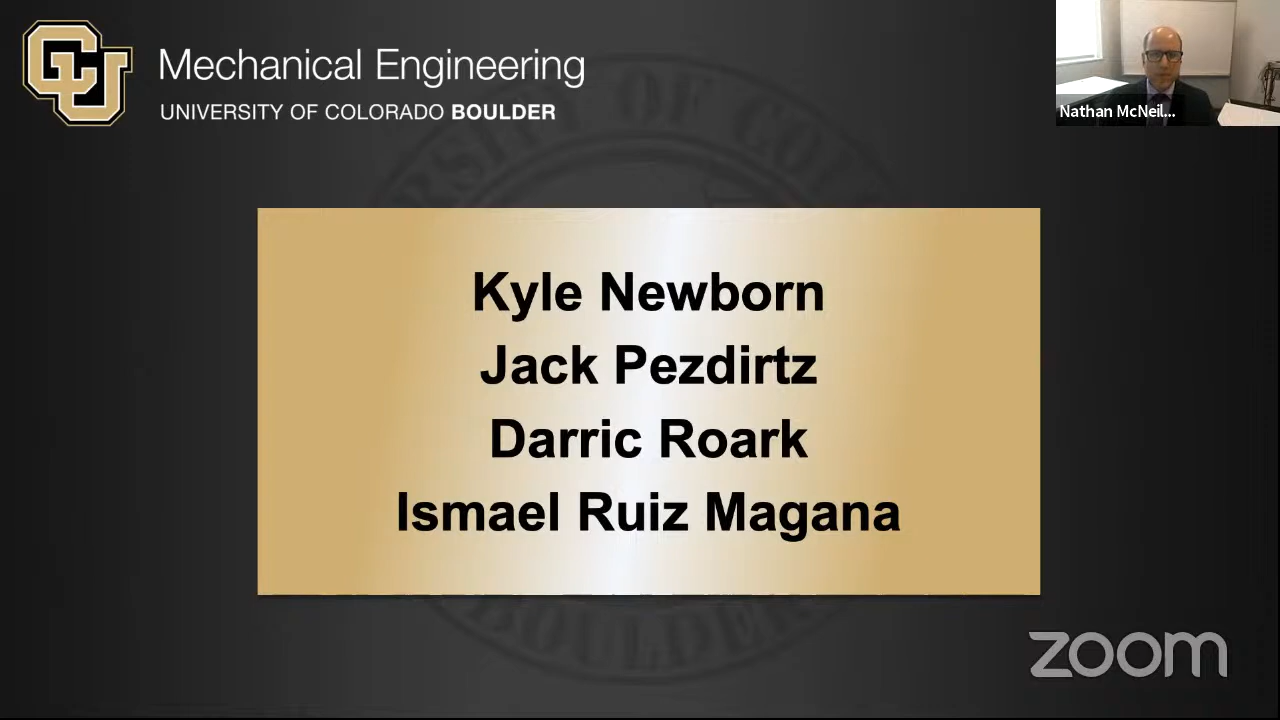 CU
Mechanical Engineering
UNIVERSITY OF COLORADO BOULDER
Nathan McNeil...
Kyle Newborn
Jack Pezdirtz
Darric Roark
Ismael Ruiz Magana
BOULDER
zoom